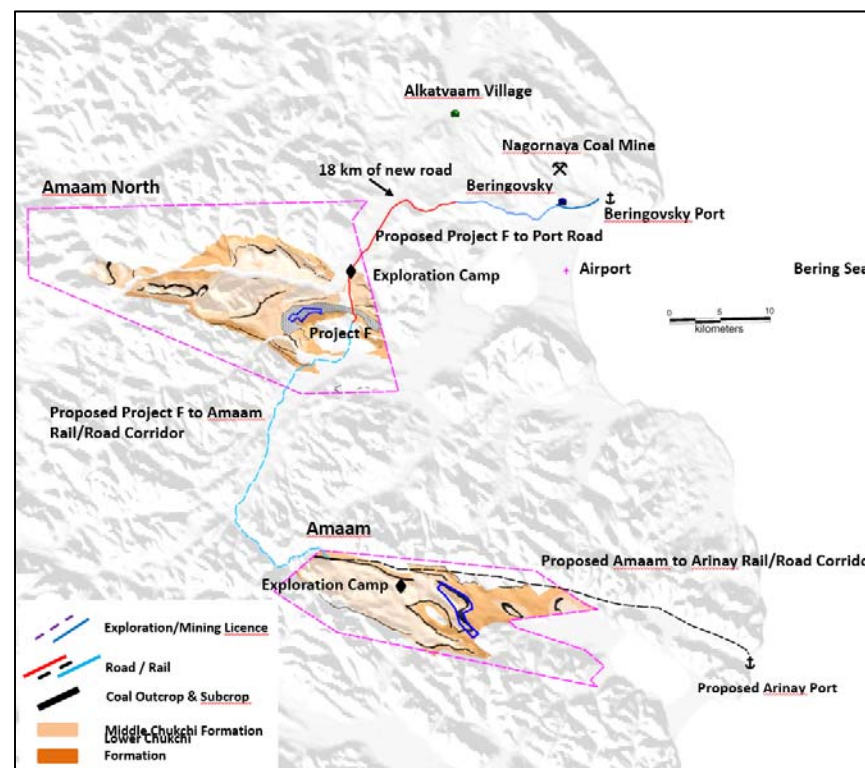 Alkatvaam Village
Nagornaya Coal Mine
18 km of new road
Beringovsky
Amaam North
Beringovsky Port
Proposed Project F to Port Road
Exploration Camp
Airport
Bering Sea
0 5 10
kilometers
Project F
Proposed Project F to Amaam
Rail/Road Corridor
Amaam
Proposed Amaam to Arinay Rail/Road Corrido
Exploration Camp
Proposed Arinay Port
Exploration/Mining Licence
Road / Rail
Coal Outcrop & Subcrop
Middle Chukchi Formation
Lower Chukchi
Formation